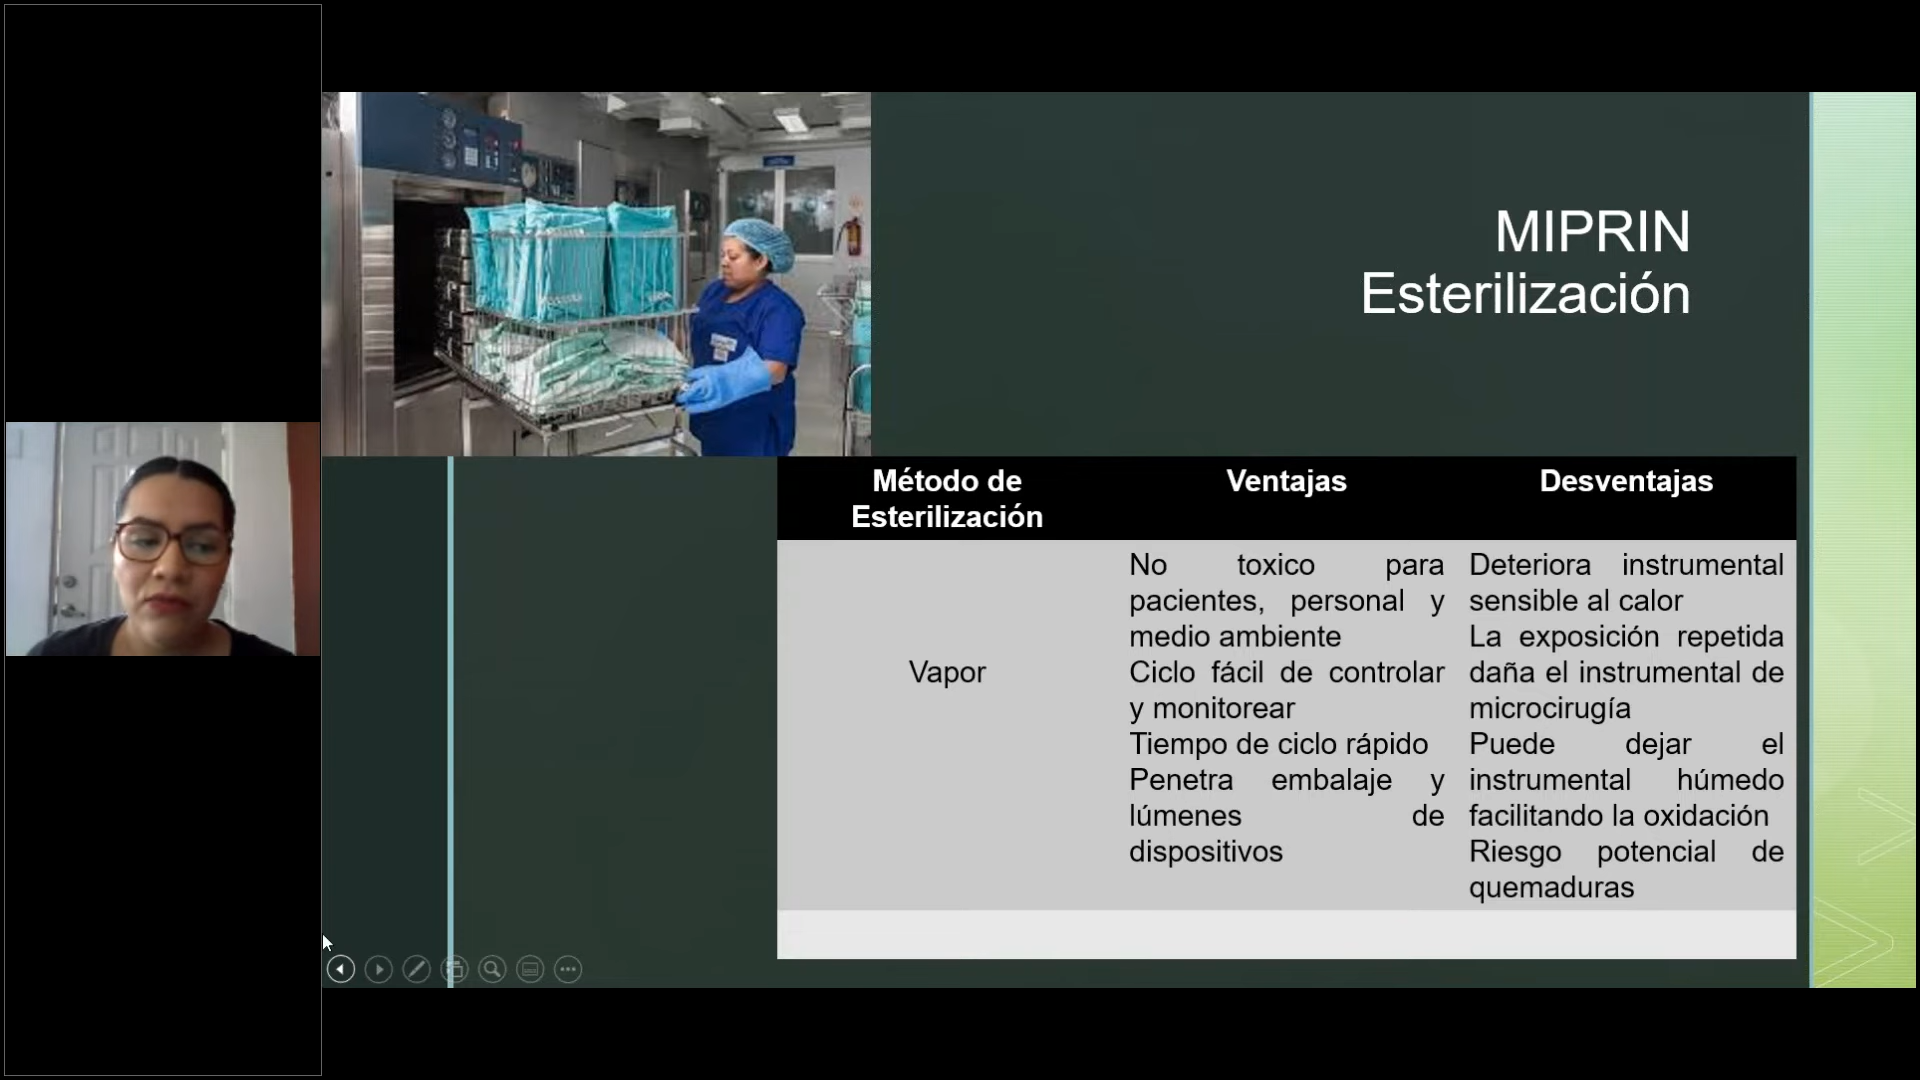 MIPRIN
Esterilización
Método de
Esterilización
Ventajas
Desventajas
Vapor
No toxico para
pacientes, personal y
medio ambiente
Ciclo fácil de controlar
y monitorear
Tiempo de ciclo rápido
Penetra embalaje y
lúmenes de
dispositivos
Deteriora instrumental
sensible al calor
La exposición repetida
daña el instrumental de
microcirugía
Puede dejar el
instrumental húmedo
facilitando la oxidación
Riesgo potencial de
quemaduras